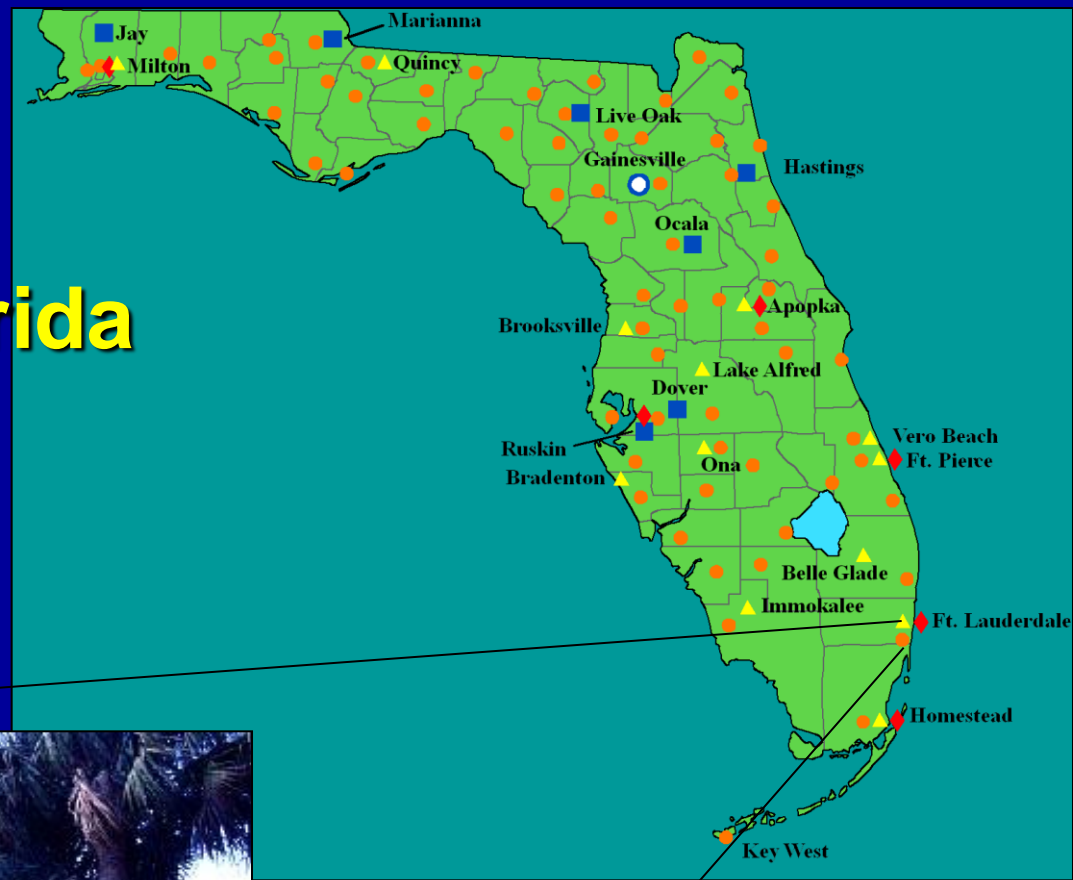 Marianna
Jay
Milton
Quincy
Live Oak
Gainesville
Hastings
Ocala
rida
Apopka
Brooksville
Lake Alfred
Dover
Ruskin
Vero Beach
Ft. Pierce
Ona
Bradenton
Belle Glade
Immokalee
Ft. Lauderdale
Homestead
Key West